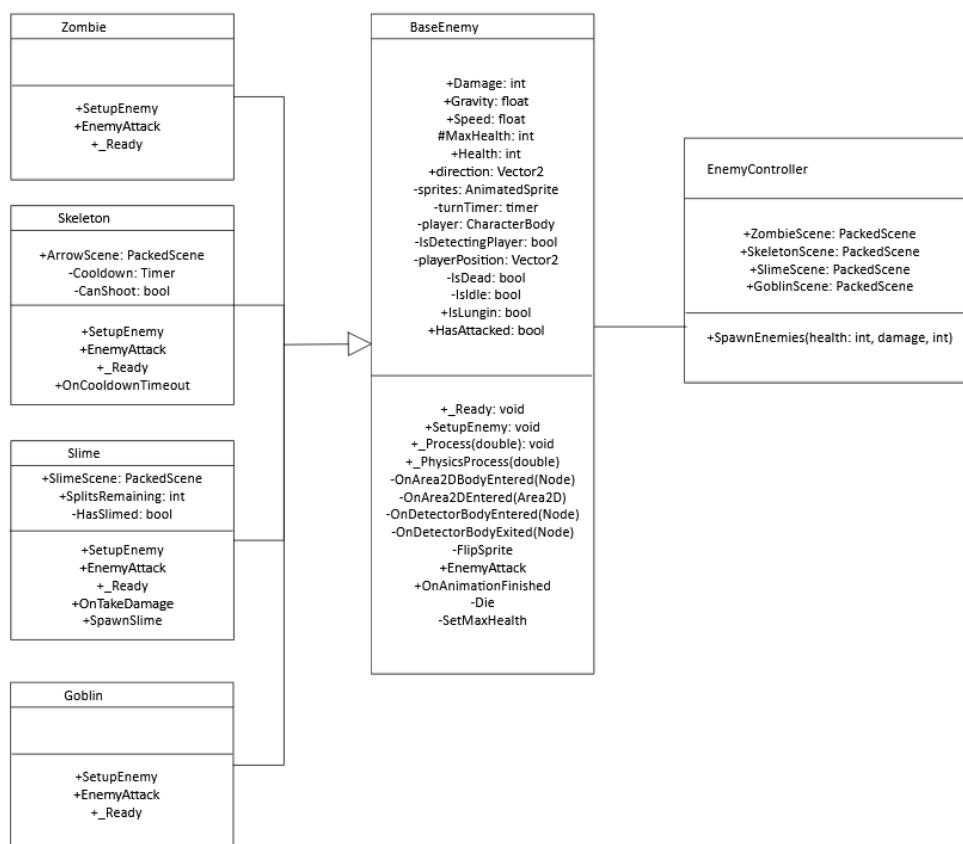 Zombie
+SetupEnemy
+EnemyAttack
+_Ready
Skeleton
+ArrowScene: PackedScene
-Cooldown: Timer
-CanShoot: bool
+SetupEnemy
+EnemyAttack
+_Ready
+OnCooldownTimeout
Slime
+SlimeScene: PackedScene
+SplitsRemaining: int
-HasSlimed: bool
+SetupEnemy
+EnemyAttack
+_Ready
+OnTakeDamage
+SpawnSlime
Goblin
+SetupEnemy
+EnemyAttack
+_Ready
BaseEnemy
+Damage: int
+Gravity: float
+Speed: float
#MaxHealth: int
+Health: int
+direction: Vector2
-sprites: AnimatedSprite
-turnTimer: timer
-player: CharacterBody
-IsDetectingPlayer: bool
-playerPosition: Vector2
-IsDead: bool
-IsIdle: bool
+IsLungin: bool
+HasAttacked: bool
+_Ready: void
+SetupEnemy: void
+_Process(double): void
+_PhysicsProcess(double)
-OnArea2DBodyEntered(Node)
-OnArea2DEntered(Area2D)
-OnDetectorBodyEntered(Node)
-OnDetectorBodyExited(Node)
-FlipSprite
+EnemyAttack
+OnAnimationFinished
-Die
-SetMaxHealth
EnemyController
+ZombieScene: PackedScene
+SkeletonScene: PackedScene
+SlimeScene: PackedScene
+GoblinScene: PackedScene
+SpawnEnemies(health: int, damage, int)